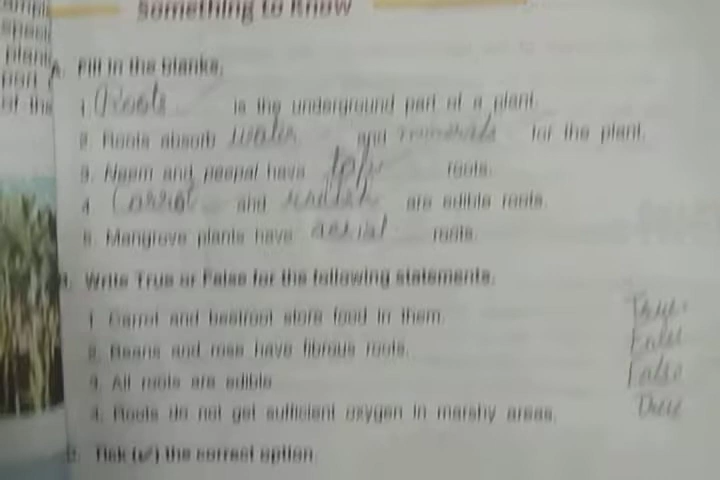 Something to Know
A. Fill in the blanks.
1. Roots is the underground part of a plant.
2. Roots absorb water and minerals for the plant.
3. Neem and peepal have tap roots.
4. Carrot and radish are edible roots.
5. Mangrove plants have aerial roots.
B. Write True or False for the following statements.
1. Carrot and beetroot store food in them. True
2. Beans and rose have fibrous roots. False
3. All roots are edible False
4. Roots do not get sufficient oxygen in marshy areas. True
Tick (✓) the correct option.